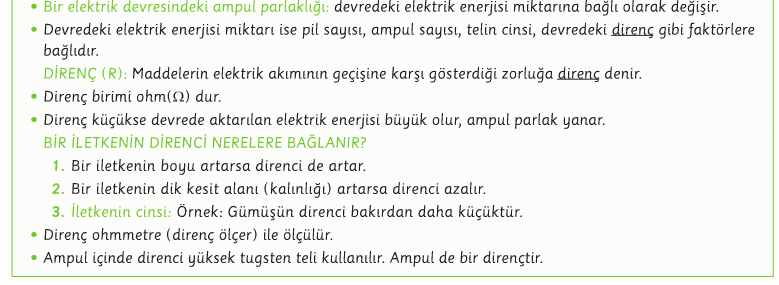 • Bir elektrik devresindeki ampul parlaklığı: devredeki elektrik enerjisi miktarına bağlı olarak değişir.
• Devredeki elektrik enerjisi miktarı ise pil sayısı, ampul sayısı, telin cinsi, devredeki direnç gibi faktörlere
bağlıdır.
DİRENÇ (R): Maddelerin elektrik akımının geçişine karşı gösterdiği zorluğa direnç denir.
• Direnç birimi ohm(Ω) dur.
• Direnç küçükse devrede aktarılan elektrik enerjisi büyük olur, ampul parlak yanar.
BİR İLETKENİN DİRENCİ NERELERE BAĞLANIR?
1. Bir iletkenin boyu artarsa direnci de artar.
2. Bir iletkenin dik kesit alanı (kalınlığı) artarsa direnci azalır.
3. İletkenin cinsi: Örnek: Gümüşün direnci bakırdan daha küçüktür.
• Direnç ohmmetre (direnç ölçer) ile ölçülür.
• Ampul içinde direnci yüksek tugsten teli kullanılır. Ampul de bir dirençtir.